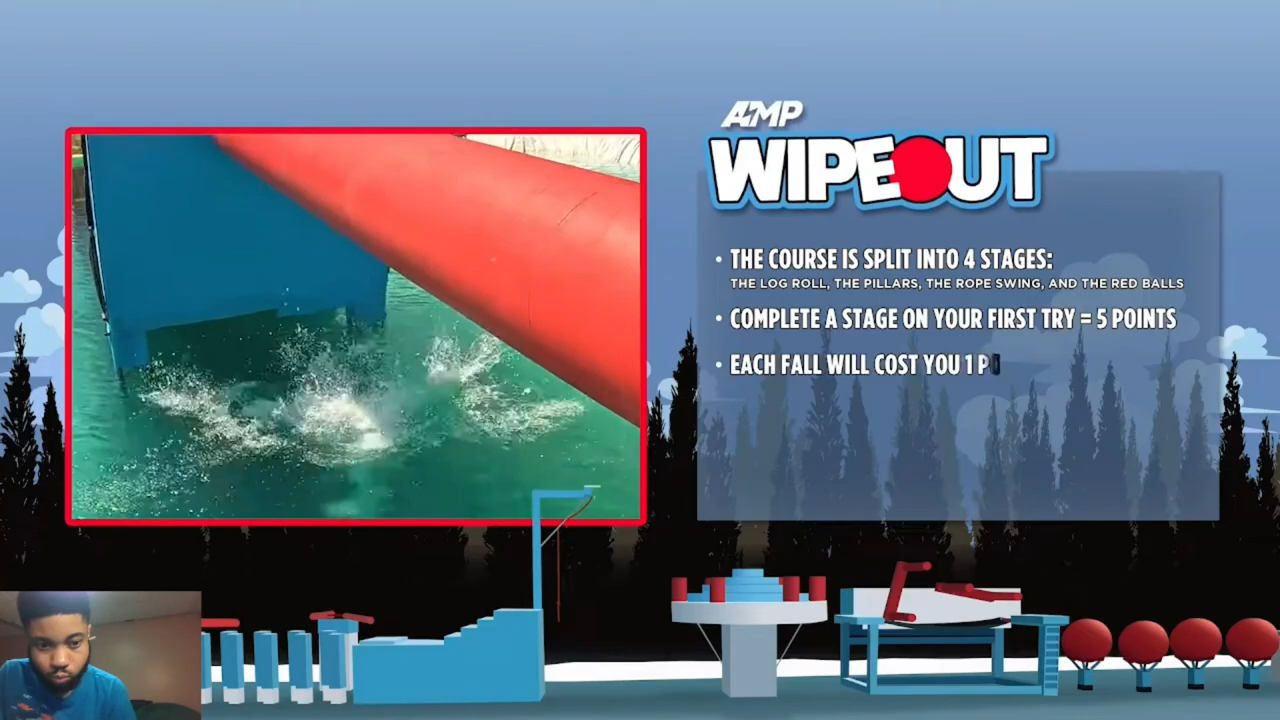 AMP
WIPEOUT
• THE COURSE IS SPLIT INTO 4 STAGES:
THE LOG ROLL, THE PILLARS, THE ROPE SWING, AND THE RED BALLS
• COMPLETE A STAGE ON YOUR FIRST TRY = 5 POINTS
• EACH FALL WILL COST YOU 1 P